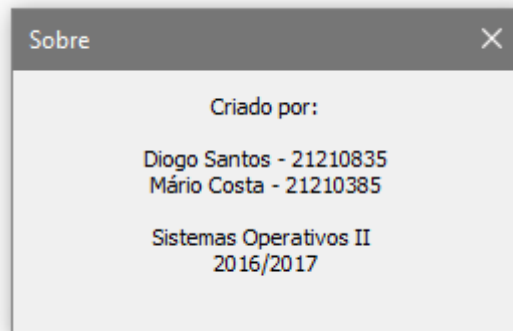 Sobre
Criado por:
Diogo Santos - 21210835
Mário Costa - 21210385
Sistemas Operativos II
2016/2017